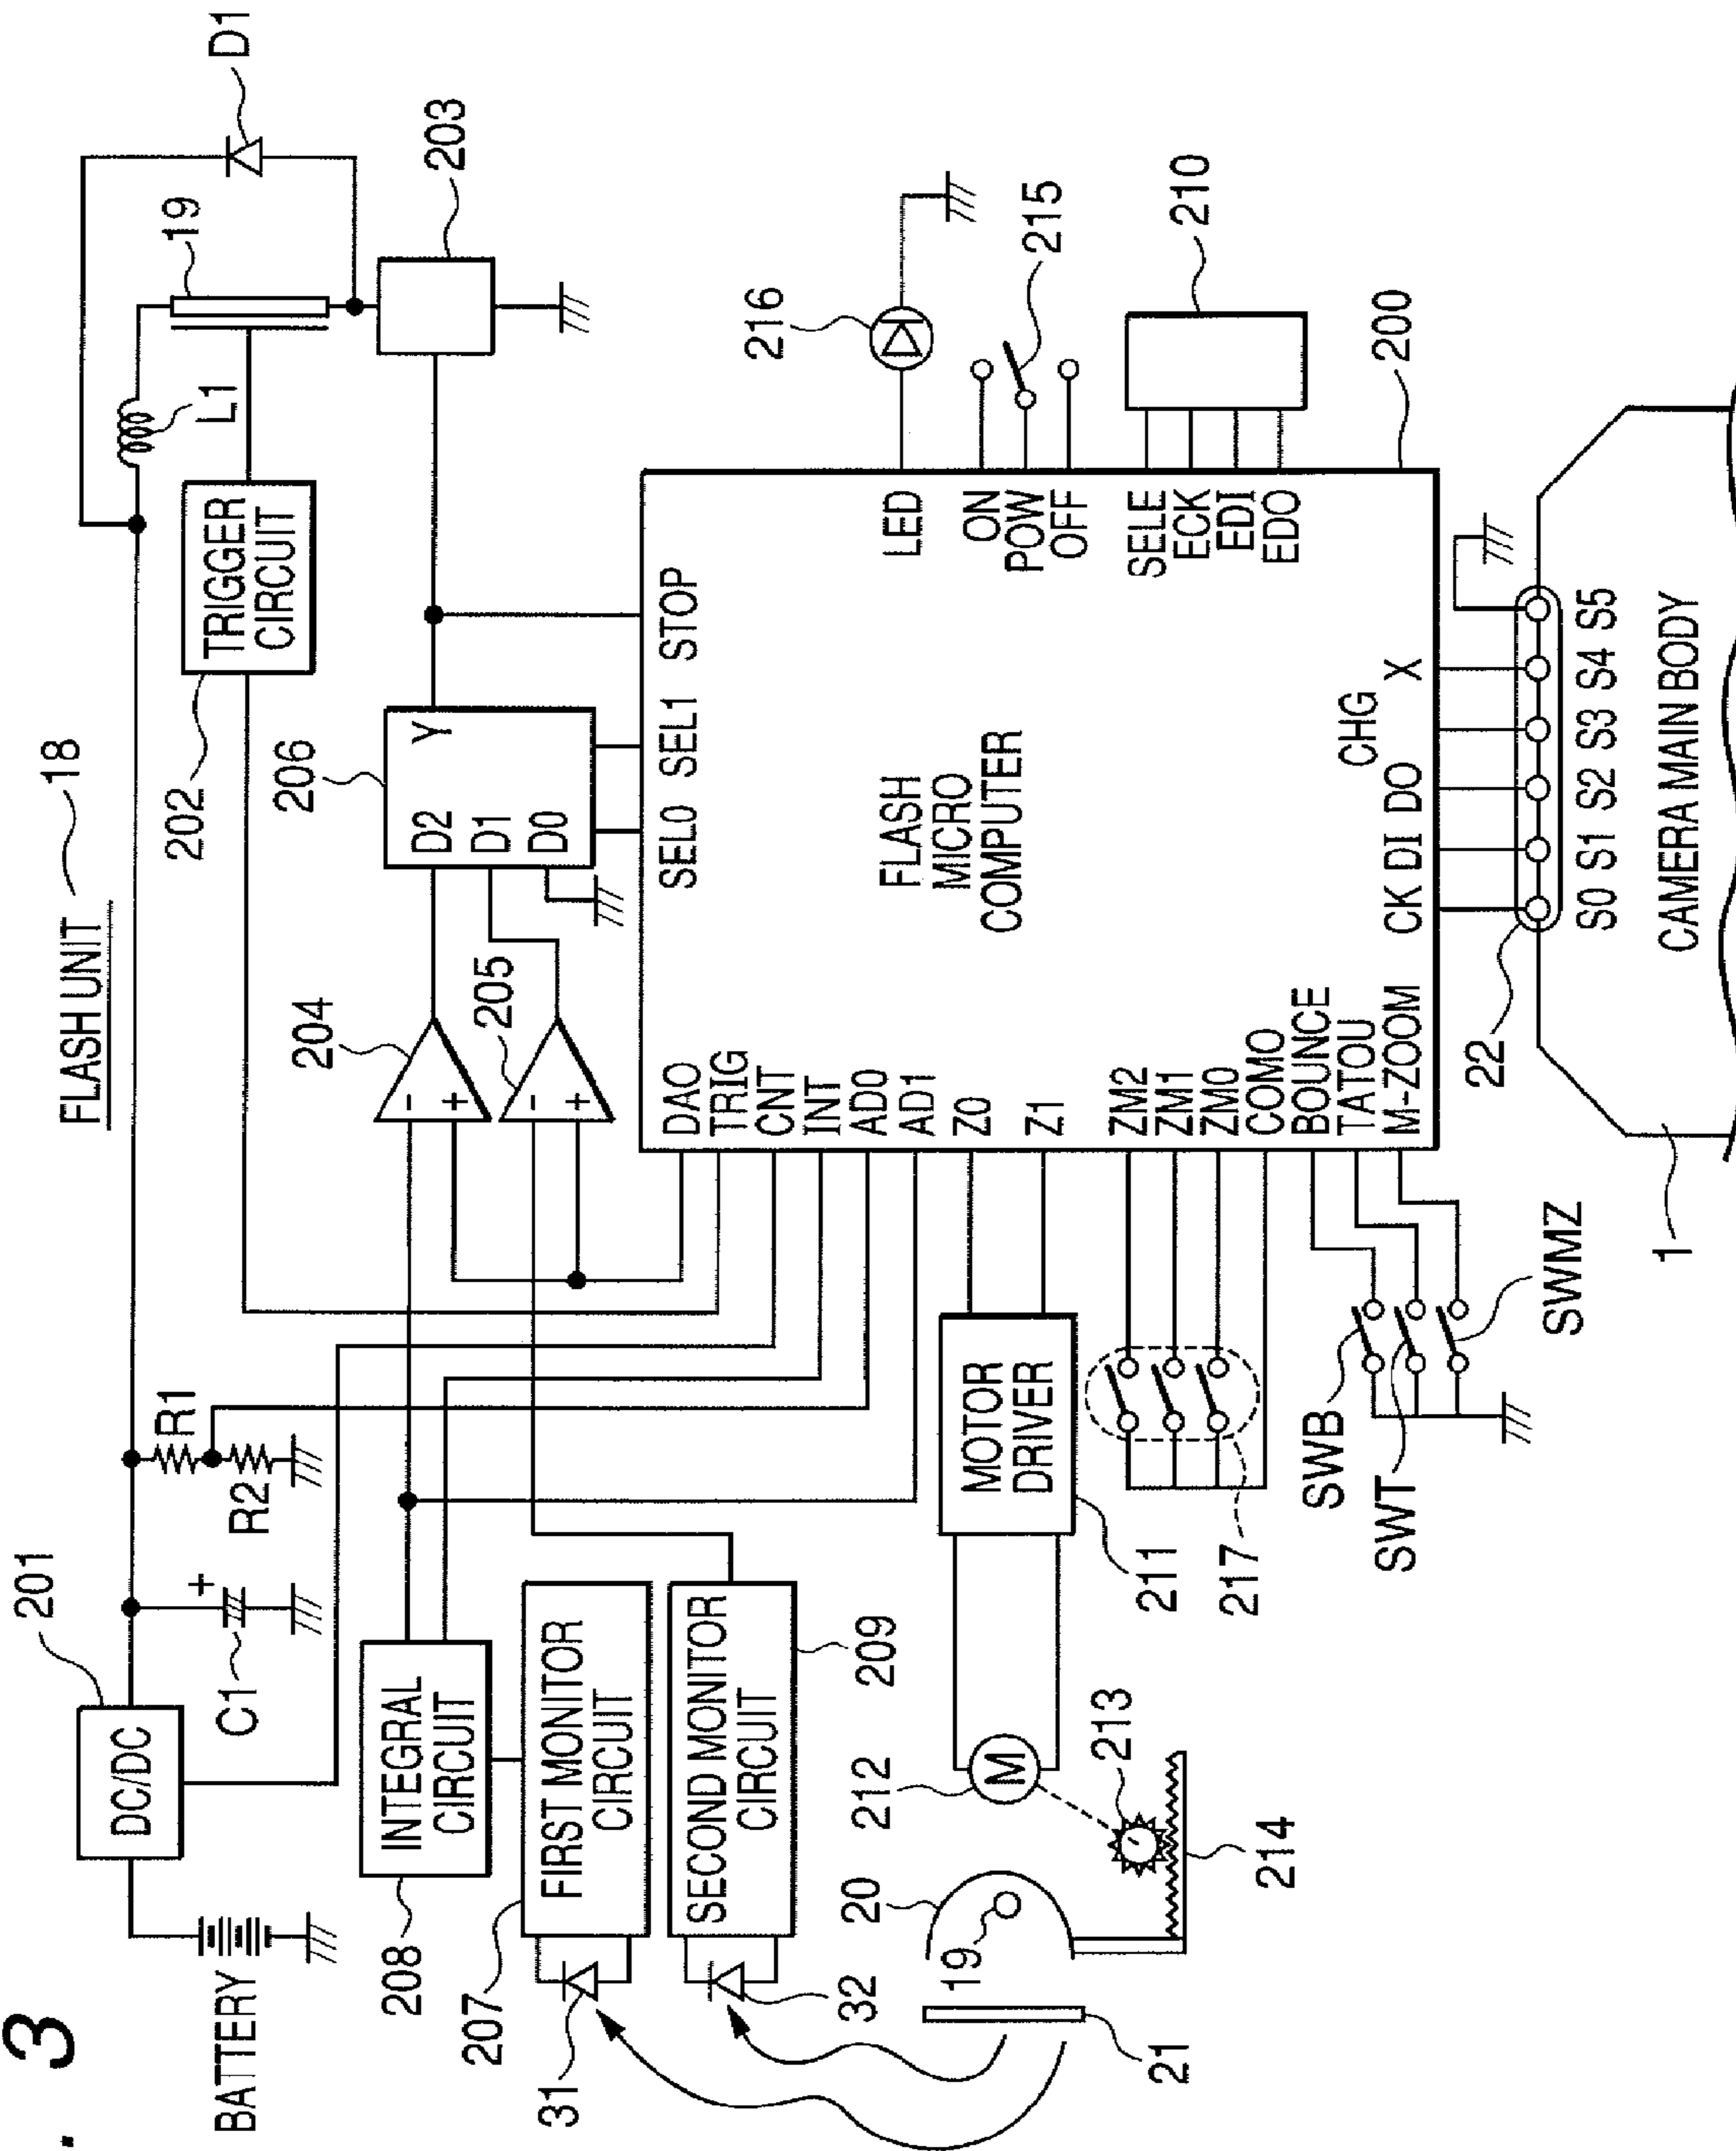 . 3
FLASH UNIT
18
201
DC/DC
BATTERY
C1
+
R1
R2
202
TRIGGER
CIRCUIT
L1
19
D1
203
206
D2
D1
D0
Y
204
-
+
205
-
+
208
INTEGRAL
CIRCUIT
207
FIRST MONITOR
CIRCUIT
31
SECOND MONITOR
CIRCUIT
209
32
SEL0
SEL1
STOP
DAO
TRIG
CNT
INT
AD0
AD1
Z0
Z1
ZM2
ZM1
ZM0
COMO
BOUNCE
TATOU
M-ZOOM
FLASH
MICRO
COMPUTER
LED
ON
POW
OFF
SELE
ECK
EDI
EDO
216
215
210
200
CK
DI
DO
CHG
X
22
S0
S1
S2
S3
S4
S5
CAMERA MAIN BODY
1
MOTOR
DRIVER
211
212
M
213
214
20
19
21
217
SWB
SWT
SWMZ